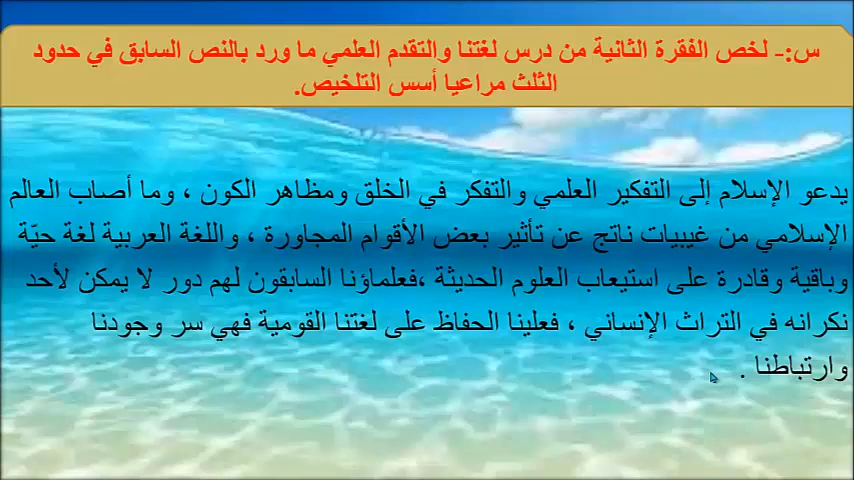 س:- لخص الفقرة الثانية من درس لغتنا والتقدم العلمي ما ورد بالنص السابق في حدود
الثلث مراعيا أسس التلخيص.
يدعو الإسلام إلى التفكير العلمي والتفكر في الخلق ومظاهر الكون ، وما أصاب العالم
الإسلامي من غيبيات ناتج عن تأثير بعض الأقوام المجاورة ، واللغة العربية لغة حيّة
وباقية وقادرة على استيعاب العلوم الحديثة ،فعلماؤنا السابقون لهم دور لا يمكن لأحد
نكرانه في التراث الإنساني ، فعلينا الحفاظ على لغتنا القومية فهي سر وجودنا
وارتباطنا .